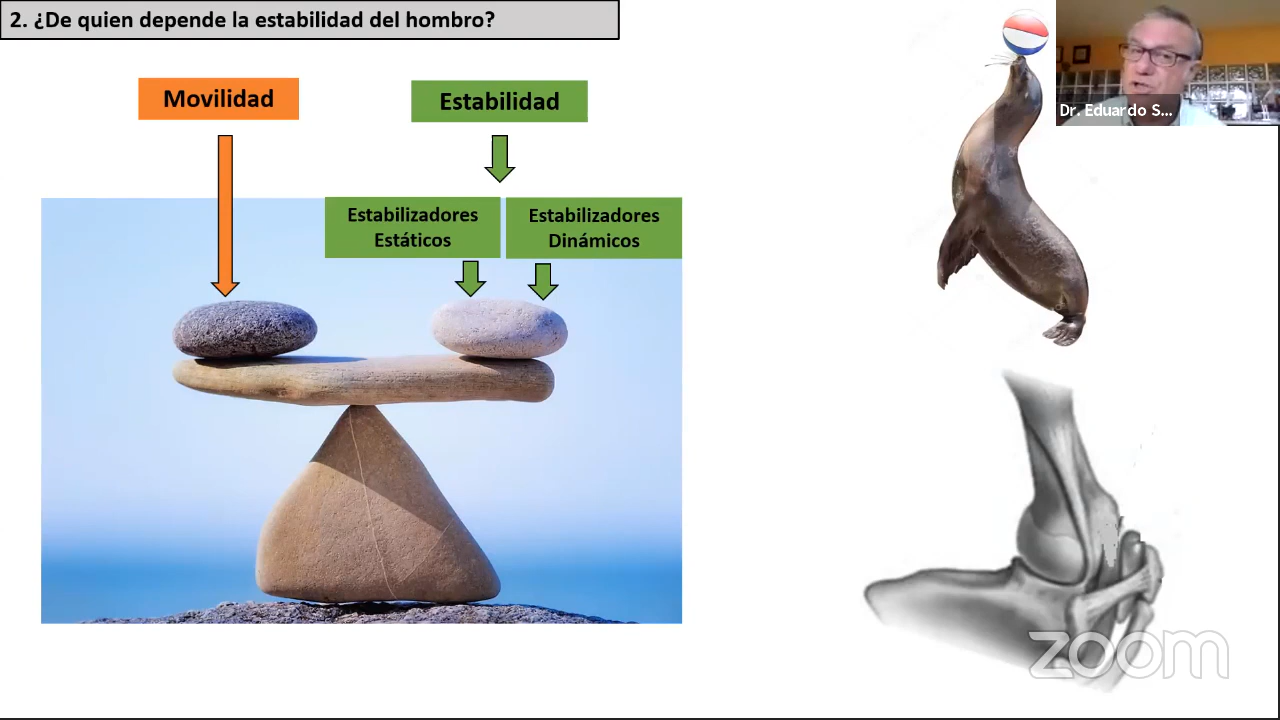 2. ¿De quien depende la estabilidad del hombro?
Movilidad
Estabilidad
Estabilizadores
Estáticos
Estabilizadores
Dinámicos
Dr. Eduardo S...
zoom